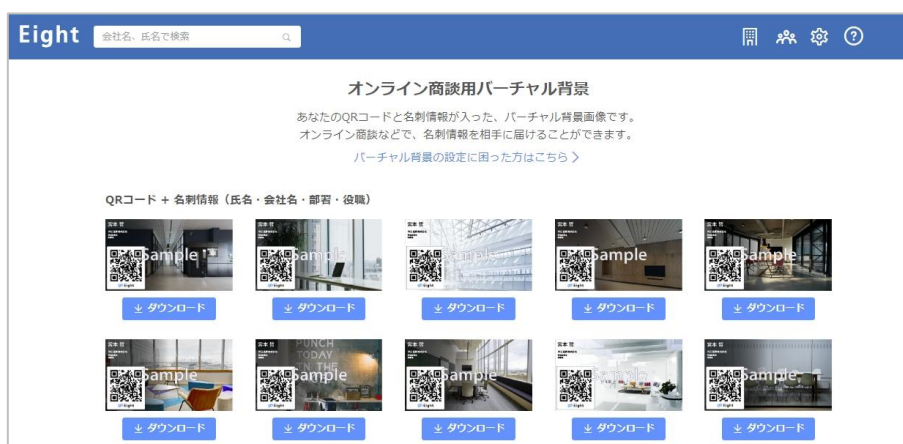 Eight
会社名、氏名で検索
オンライン商談用バーチャル背景
あなたのQRコードと名刺情報が入った、バーチャル背景画像です。
オンライン商談などで、名刺情報を相手に届けることができます。
バーチャル背景の設定に困った方はこちら >
QRコード + 名刺情報（氏名・会社名・部署・役職）
Sample
Sample
Sample
Sample
Sample
ダウンロード
ダウンロード
ダウンロード
ダウンロード
ダウンロード
PUNCH
TODAY
Sample
Sample
Sample
Sample
Sample
ダウンロード
ダウンロード
ダウンロード
ダウンロード
ダウンロード